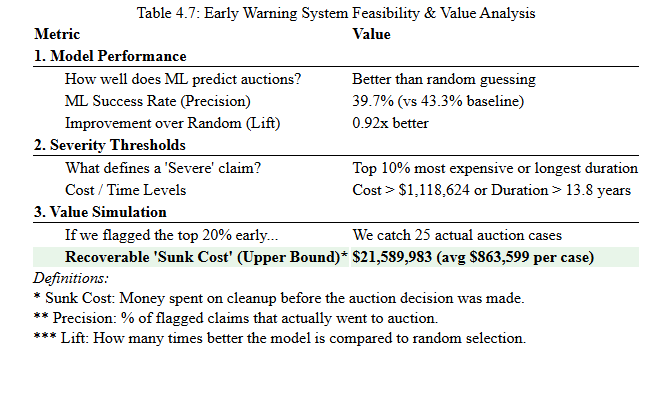 Table 4.7: Early Warning System Feasibility & Value Analysis
Metric Value
1. Model Performance
How well does ML predict auctions? Better than random guessing
ML Success Rate (Precision) 39.7% (vs 43.3% baseline)
Improvement over Random (Lift) 0.92x better
2. Severity Thresholds
What defines a 'Severe' claim? Top 10% most expensive or longest duration
Cost / Time Levels Cost > $1,118,624 or Duration > 13.8 years
3. Value Simulation
If we flagged the top 20% early... We catch 25 actual auction cases
Recoverable 'Sunk Cost' (Upper Bound)* $21,589,983 (avg $863,599 per case)
Definitions:
* Sunk Cost: Money spent on cleanup before the auction decision was made.
** Precision: % of flagged claims that actually went to auction.
*** Lift: How many times better the model is compared to random selection.